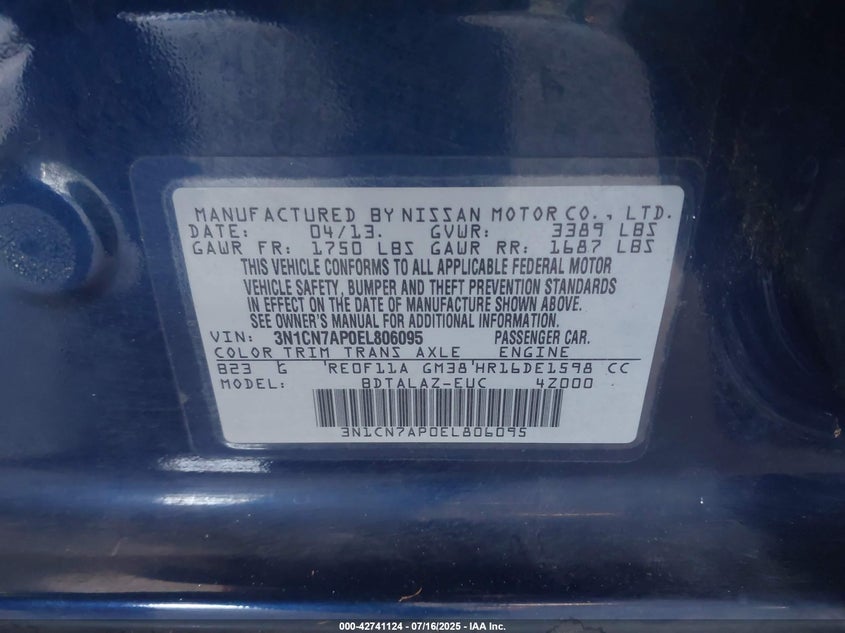 MANUFACTURED BY NISSAN MOTOR CO., LTD.
DATE: 04/13. GVWR: 3389 LBS
GAWR FR: 1750 LBS GAWR RR: 1687 LBS
THIS VEHICLE CONFORMS TO ALL APPLICABLE FEDERAL MOTOR
VEHICLE SAFETY, BUMPER AND THEFT PREVENTION STANDARDS
IN EFFECT ON THE DATE OF MANUFACTURE SHOWN ABOVE.
SEE OWNER'S MANUAL FOR ADDITIONAL INFORMATION.
VIN: 3N1CN7AP0EL806095 PASSENGER CAR.
COLOR TRIM TRANS AXLE ENGINE
B23 G 'RE0F11A GM38'HR16DE1598 CC
MODEL: BDTALAZ-EUC 4Z000
3N1CN7AP0EL806095
000-42741124 - 07/16/2025 - IAA Inc.